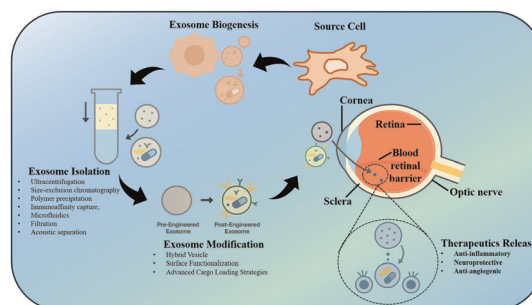 Exosome Biogenesis
Source Cell
Cornea
Retina
Blood
retinal
barrier
Sclera
Optic nerve
Exosome Isolation
• Ultracentrifugation
• Size-exclusion chromatography
• Polymer precipitation
• Immunoaffinity capture,
• Microfluidics
• Filtration
• Acoustic separation
Pre-Engineered
Exosome
Post-Engineered
Exosome
Exosome Modification
• Hybrid Vesicle
• Surface Functionalization
• Advanced Cargo Loading Strategies
Therapeutics Release
• Anti-inflammatory
• Neuroprotective
• Anti-angiogenic